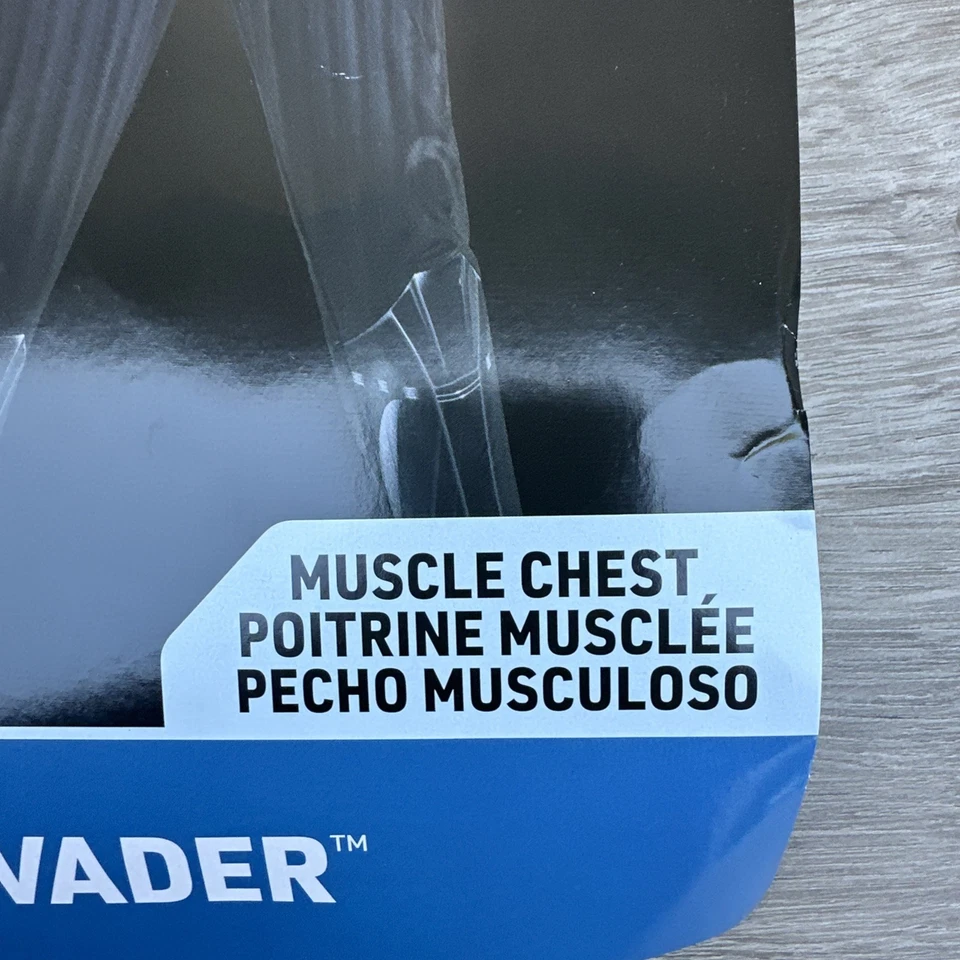 MUSCLE CHEST
POITRINE MUSCLÉE
PECHO MUSCULOSO
VADER™